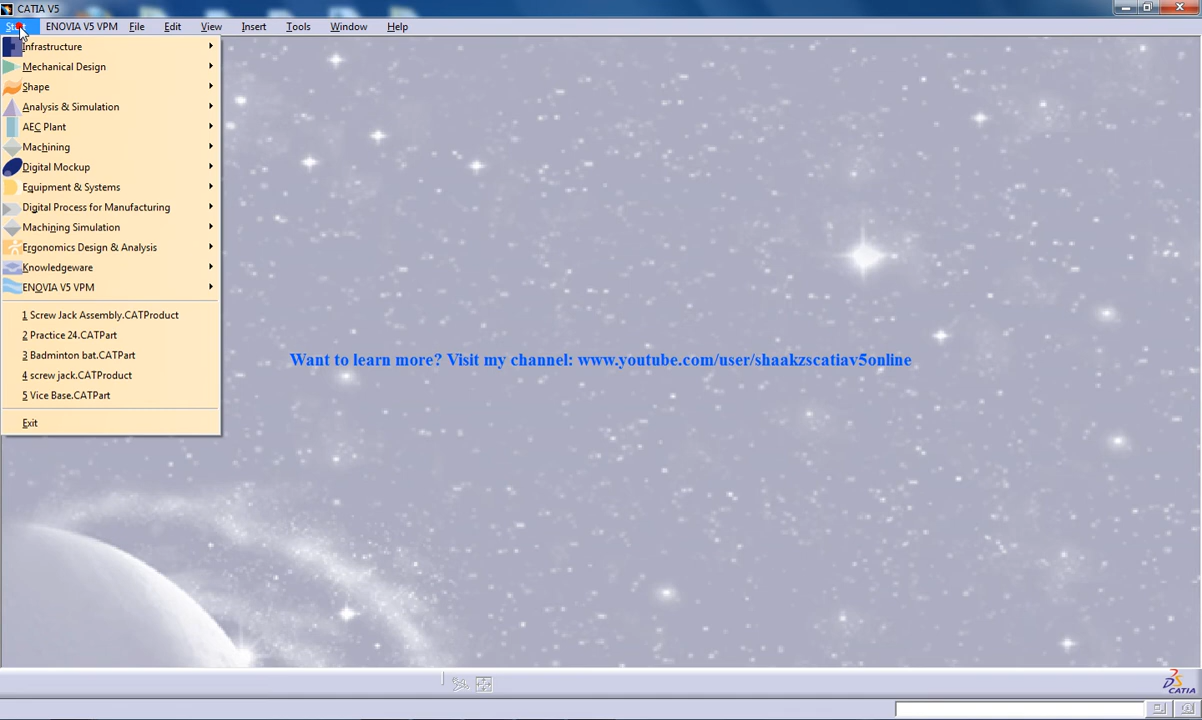 CATIA V5
ENOVIA V5 VPM File Edit View Insert Tools Window Help
Infrastructure
Mechanical Design
Shape
Analysis & Simulation
AEC Plant
Machining
Digital Mockup
Equipment & Systems
Digital Process for Manufacturing
Machining Simulation
Ergonomics Design & Analysis
Knowledgeware
ENOVIA V5 VPM
1 Screw Jack Assembly.CATProduct
2 Practice 24.CATPart
3 Badminton bat.CATPart
4 screw jack.CATProduct
5 Vice Base.CATPart
Exit
Want to learn more? Visit my channel: www.youtube.com/user/shaakzscatiav5online
CATIA